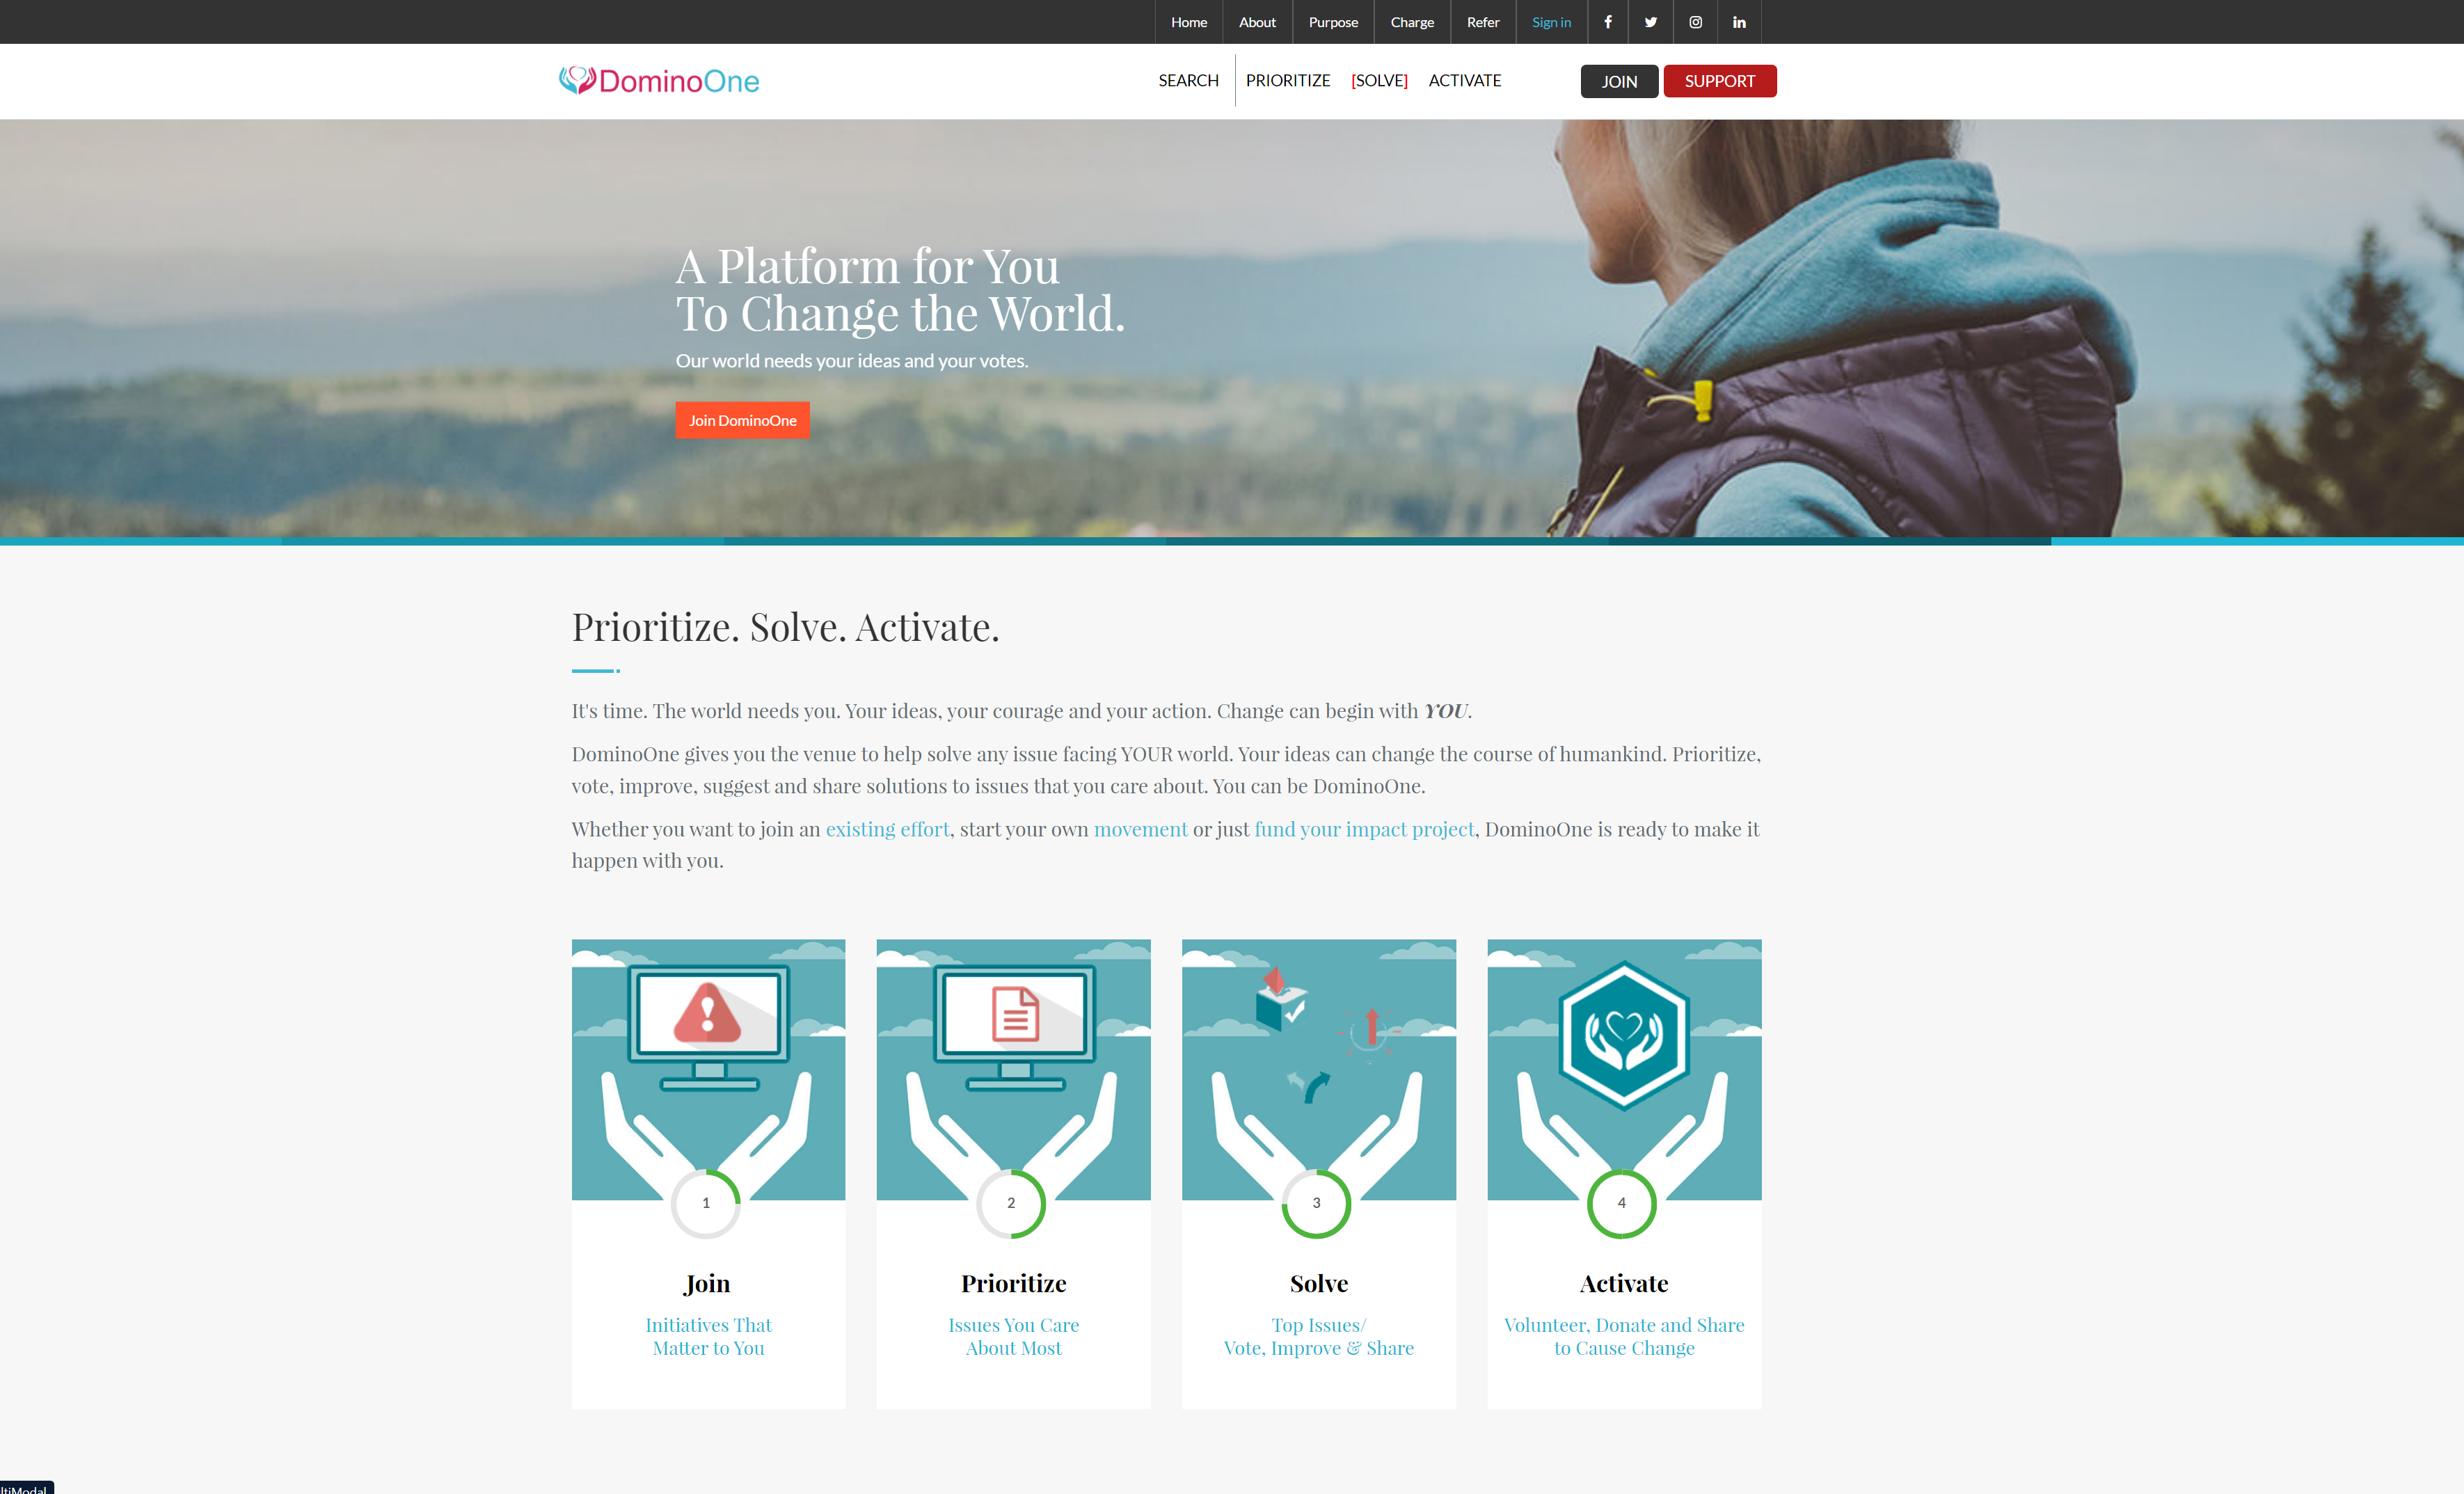 Home About Purpose Charge Refer Sign in
DominoOne
SEARCH PRIORITIZE [SOLVE] ACTIVATE JOIN SUPPORT
A Platform for You
To Change the World.
Our world needs your ideas and your votes.
Join DominoOne
Prioritize. Solve. Activate.
It's time. The world needs you. Your ideas, your courage and your action. Change can begin with YOU.
DominoOne gives you the venue to help solve any issue facing YOUR world. Your ideas can change the course of humankind. Prioritize,
vote, improve, suggest and share solutions to issues that you care about. You can be DominoOne.
Whether you want to join an existing effort, start your own movement or just fund your impact project, DominoOne is ready to make it
happen with you.
1 2 3 4
Join
Initiatives That
Matter to You
Prioritize
Issues You Care
About Most
Solve
Top Issues/
Vote, Improve & Share
Activate
Volunteer, Donate and Share
to Cause Change